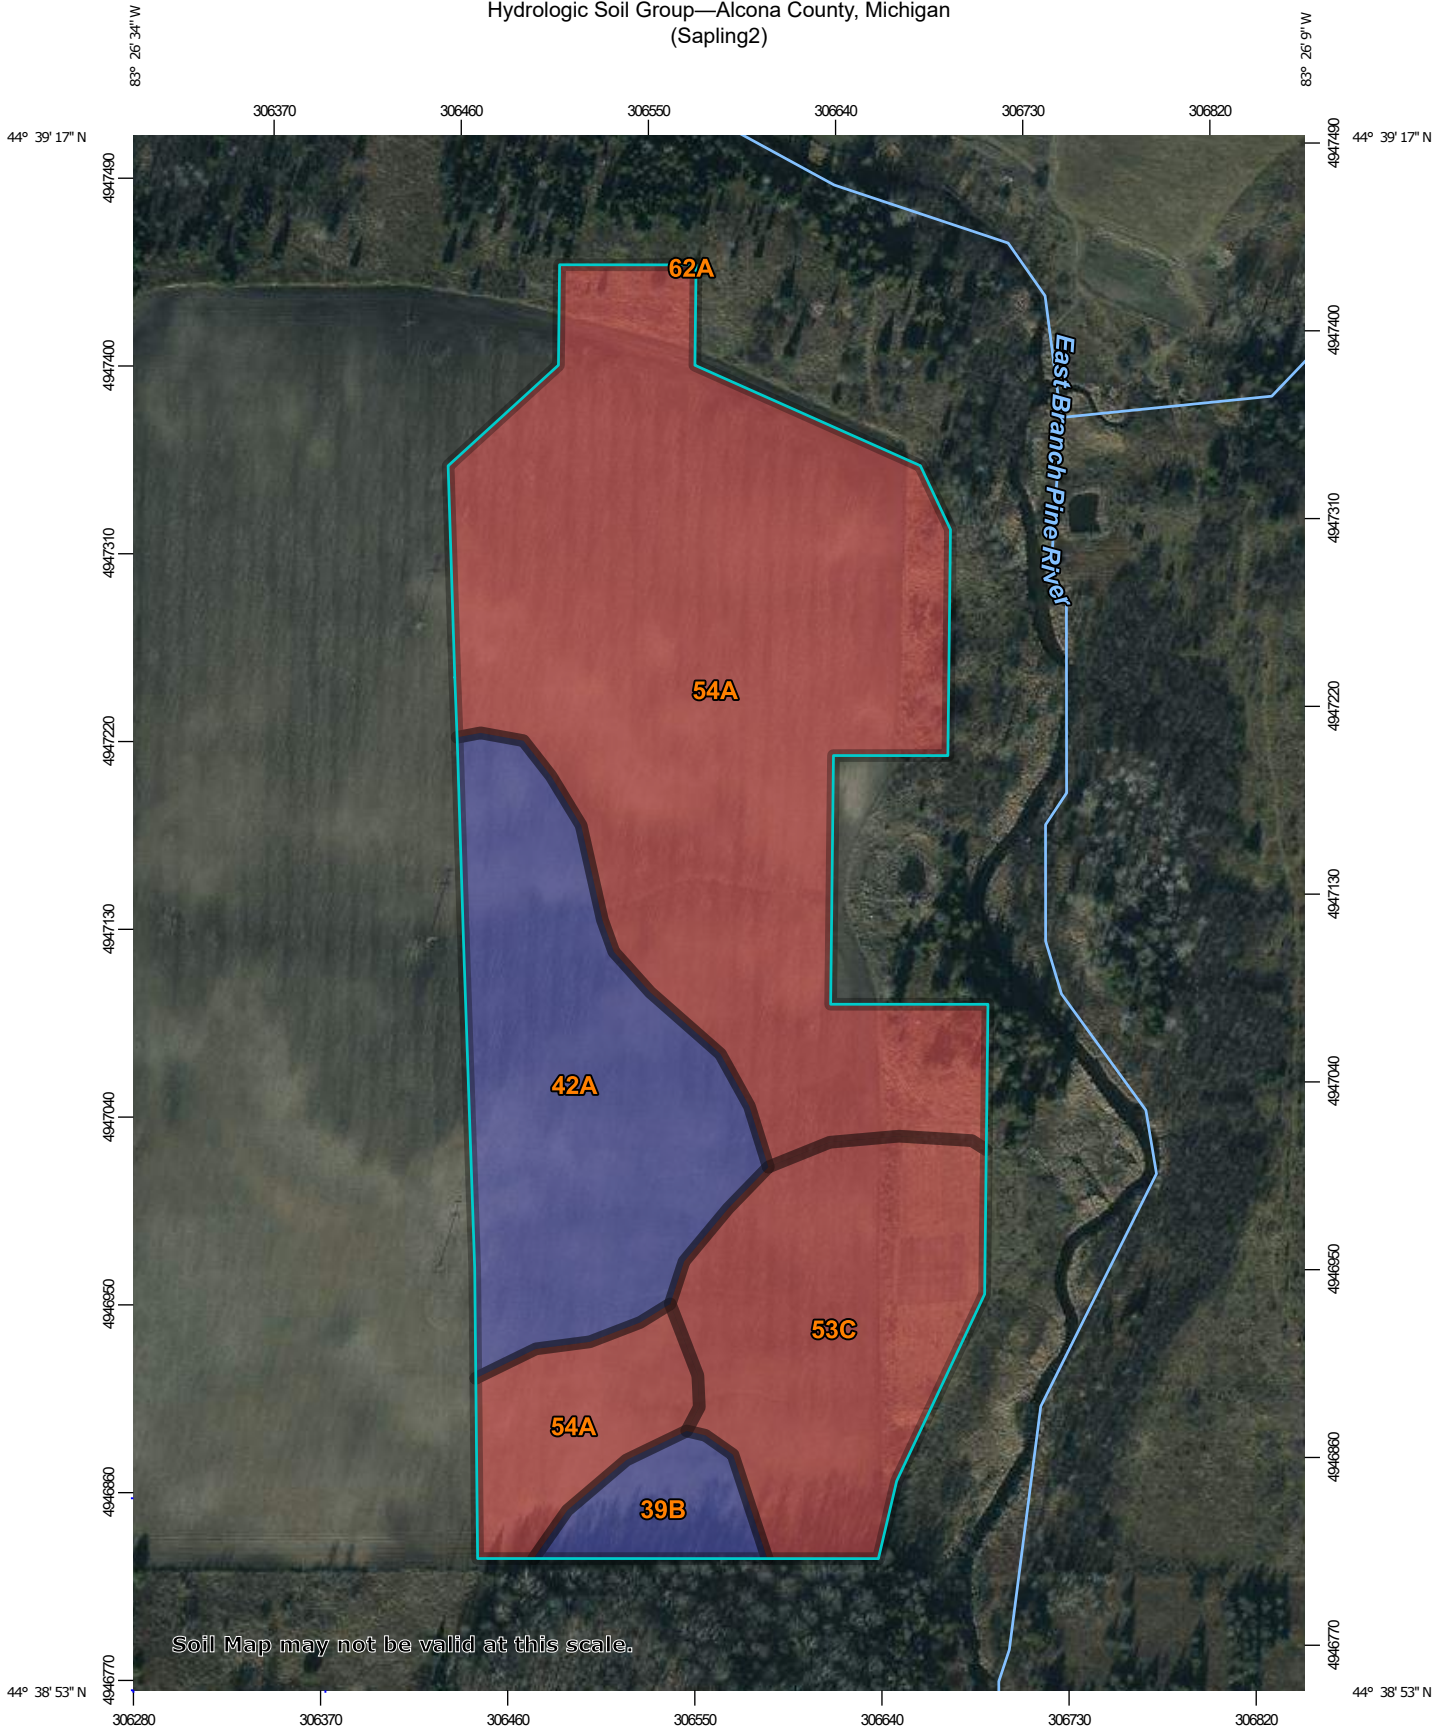 Hydrologic Soil Group—Alcona County, Michigan
(Sapling2)
83° 26' 34'' W
83° 26' 9'' W
306370 306460 306550 306640 306730 306820
44° 39' 17'' N
44° 39' 17'' N
4947490
4947400
4947310
4947220
4947130
4947040
4946950
4946860
4946770
4947490
4947400
4947310
4947220
4947130
4947040
4946950
4946860
4946770
62A
East Branch Pine River
54A
42A
53C
54A
39B
Soil Map may not be valid at this scale.
44° 38' 53'' N
44° 38' 53'' N
306280 306370 306460 306550 306640 306730 306820